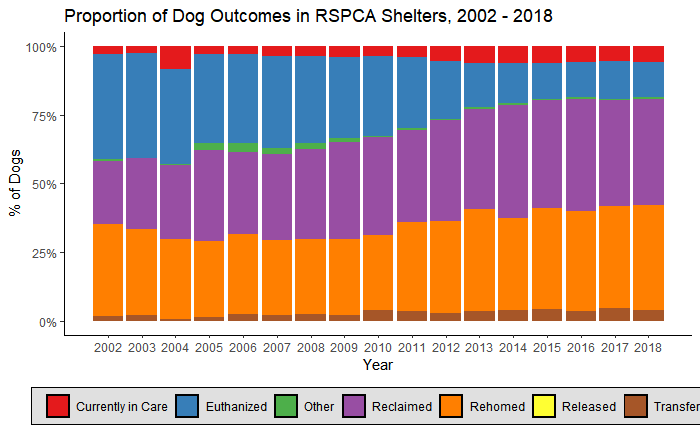 Proportion of Dog Outcomes in RSPCA Shelters, 2002 - 2018
100%
75%
50%
25%
0%
% of Dogs
2002 2003 2004 2005 2006 2007 2008 2009 2010 2011 2012 2013 2014 2015 2016 2017 2018
Year
Currently in Care Euthanized Other Reclaimed Rehomed Released Transfer